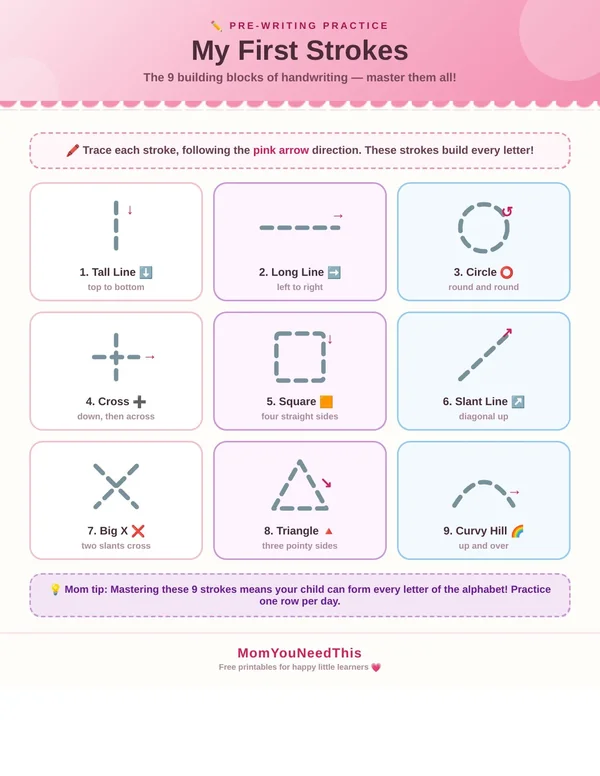 ✏️ PRE-WRITING PRACTICE
My First Strokes
The 9 building blocks of handwriting — master them all!
🖍️ Trace each stroke, following the pink arrow direction. These strokes build every letter!
1. Tall Line ⬇️
top to bottom
2. Long Line ➡️
left to right
3. Circle ⭕
round and round
4. Cross ➕
down, then across
5. Square 🟧
four straight sides
6. Slant Line ↗️
diagonal up
7. Big X ❌
two slants cross
8. Triangle 🔺
three pointy sides
9. Curvy Hill 🌈
up and over
💡 Mom tip: Mastering these 9 strokes means your child can form every letter of the alphabet! Practice
one row per day.
MomYouNeedThis
Free printables for happy little learners 💗